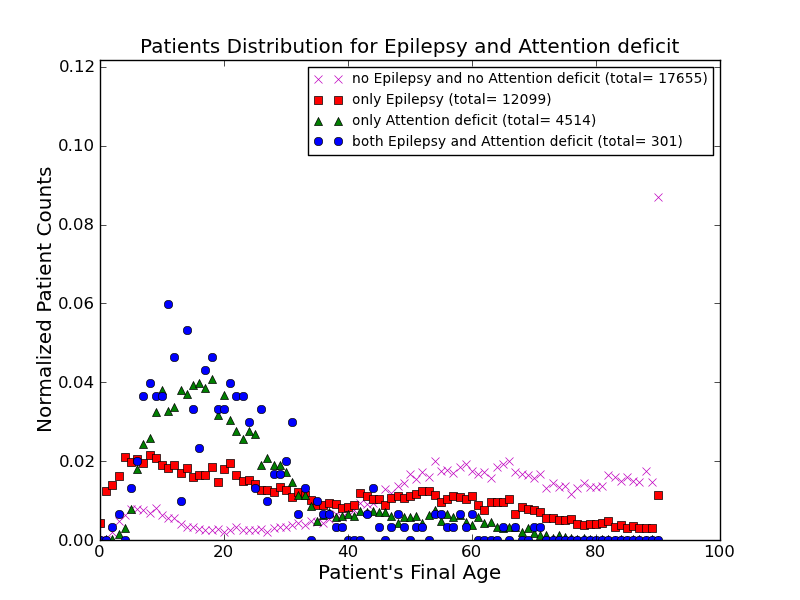 Patients Distribution for Epilepsy and Attention deficit
no Epilepsy and no Attention deficit (total= 17655)
only Epilepsy (total= 12099)
only Attention deficit (total= 4514)
both Epilepsy and Attention deficit (total= 301)
Normalized Patient Counts
0.12
0.10
0.08
0.06
0.04
0.02
0.00
0 20 40 60 80 100
Patient's Final Age